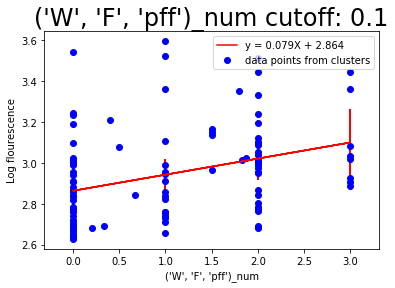 ('W', 'F', 'pff')_num cutoff: 0.1
3.6
3.4
3.2
3.0
2.8
2.6
Log flourescence
y = 0.079X + 2.864
data points from clusters
0.0 0.5 1.0 1.5 2.0 2.5 3.0
('W', 'F', 'pff')_num